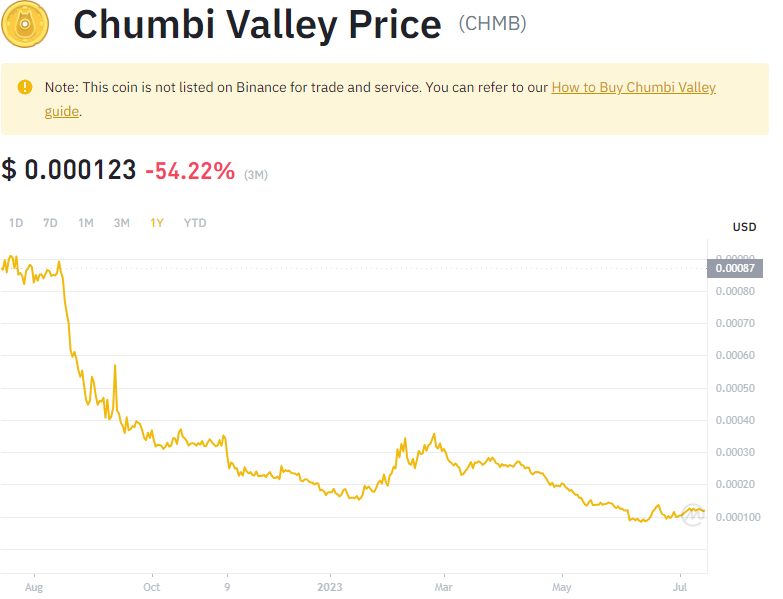 Chumbi Valley Price (CHMB)
Note: This coin is not listed on Binance for trade and service. You can refer to our How to Buy Chumbi Valley
guide.
$ 0.000123 -54.22% (3M)
1D 7D 1M 3M 1Y YTD
USD
0.00090
0.00087
0.00080
0.00070
0.00060
0.00050
0.00040
0.00030
0.00020
0.000100
Aug Oct 9 2023 Mar May Jul